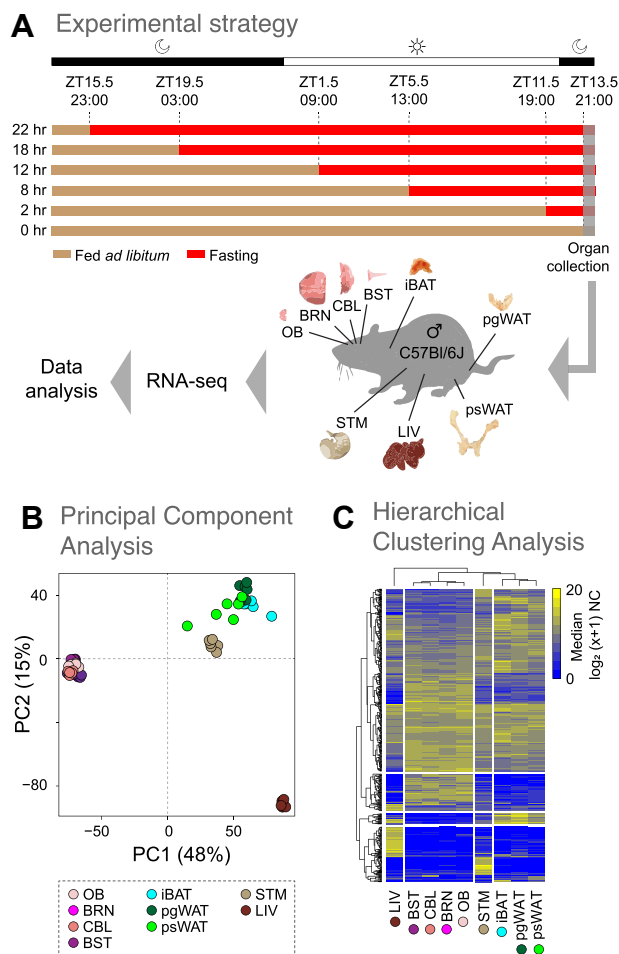 A Experimental strategy
ZT15.5 ZT19.5 ZT1.5 ZT5.5 ZT11.5 ZT13.5
23:00 03:00 09:00 13:00 19:00 21:00
22 hr
18 hr
12 hr
8 hr
2 hr
0 hr
Fed ad libitum Fasting
Organ
collection
OB
BRN
CBL
BST
iBAT
pgWAT
♂
C57Bl/6J
STM
LIV
psWAT
RNA-seq
Data
analysis
B Principal Component
Analysis
40
0
−80
PC2 (15%)
−50 0 50
PC1 (48%)
OB iBAT STM
BRN pgWAT LIV
CBL psWAT
BST
C Hierarchical
Clustering Analysis
20
0
Median
log₂ (x+1) NC
LIV
BST
CBL
BRN
OB
STM
iBAT
pgWAT
psWAT